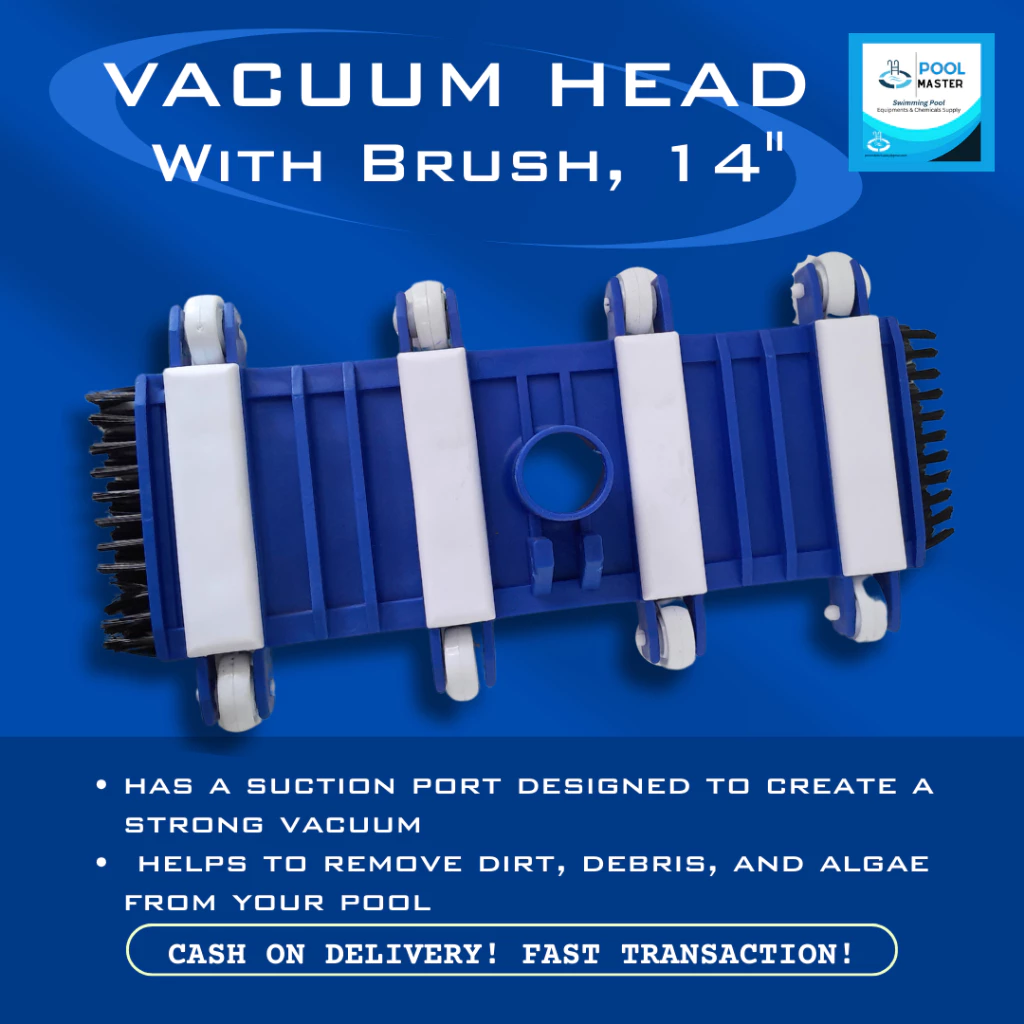 VACUUM HEAD
WITH BRUSH, 14"
POOL
MASTER
Swimming Pool
Equipments & Chemicals Supply
• HAS A SUCTION PORT DESIGNED TO CREATE A
STRONG VACUUM
• HELPS TO REMOVE DIRT, DEBRIS, AND ALGAE
FROM YOUR POOL
CASH ON DELIVERY! FAST TRANSACTION!